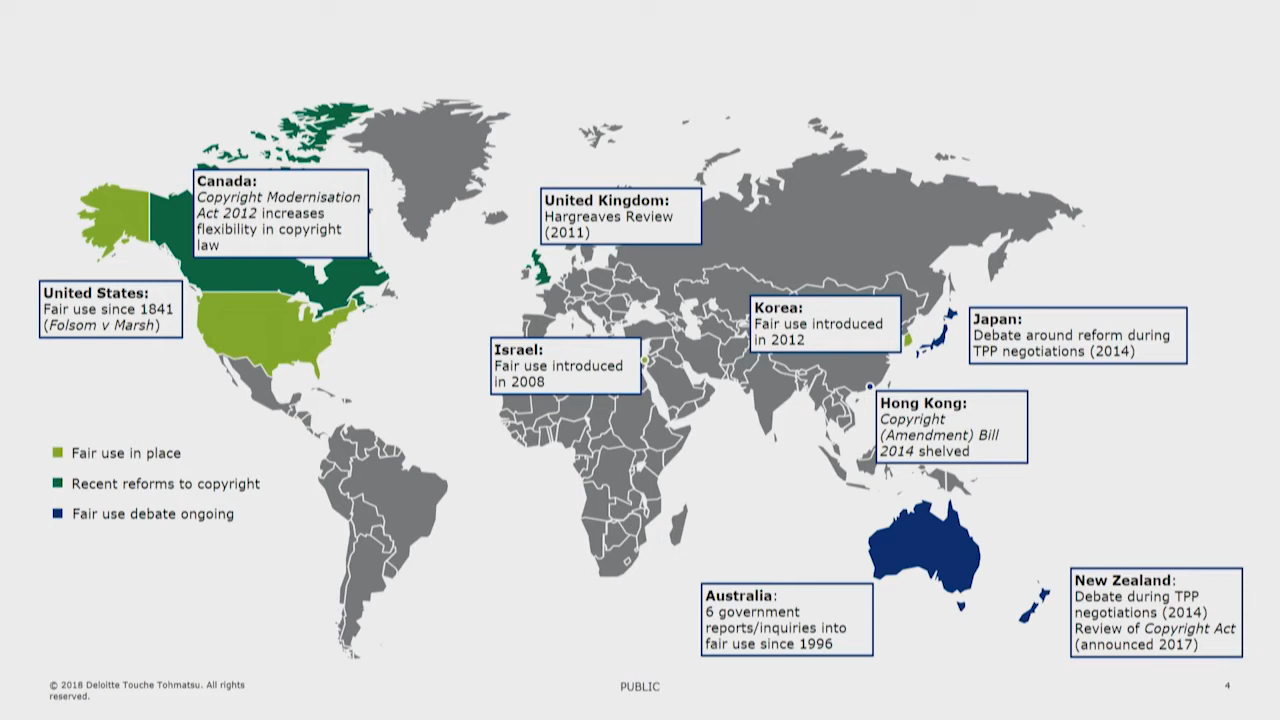 Canada:
Copyright Modernisation
Act 2012 increases
flexibility in copyright
law
United Kingdom:
Hargreaves Review
(2011)
United States:
Fair use since 1841
(Folsom v Marsh)
Korea:
Fair use introduced
in 2012
Japan:
Debate around reform during
TPP negotiations (2014)
Israel:
Fair use introduced
in 2008
Hong Kong:
Copyright
(Amendment) Bill
2014 shelved
Fair use in place
Recent reforms to copyright
Fair use debate ongoing
Australia:
6 government
reports/inquiries into
fair use since 1996
New Zealand:
Debate during TPP
negotiations (2014)
Review of Copyright Act
(announced 2017)
© 2018 Deloitte Touche Tohmatsu. All rights
reserved.
PUBLIC
4